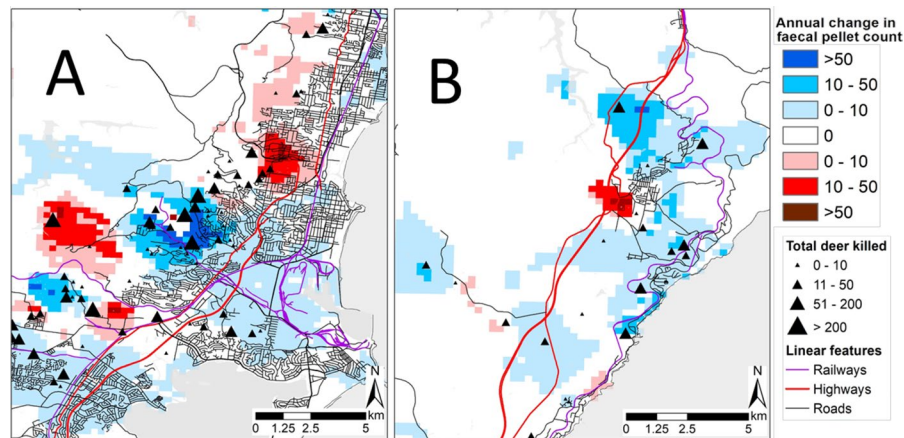 A
B
Annual change in
faecal pellet count
>50
10 - 50
0 - 10
0
0 - 10
10 - 50
>50
Total deer killed
0 - 10
11 - 50
51 - 200
> 200
Linear features
Railways
Highways
Roads
N
km
0 1.25 2.5 5
N
km
0 1.25 2.5 5